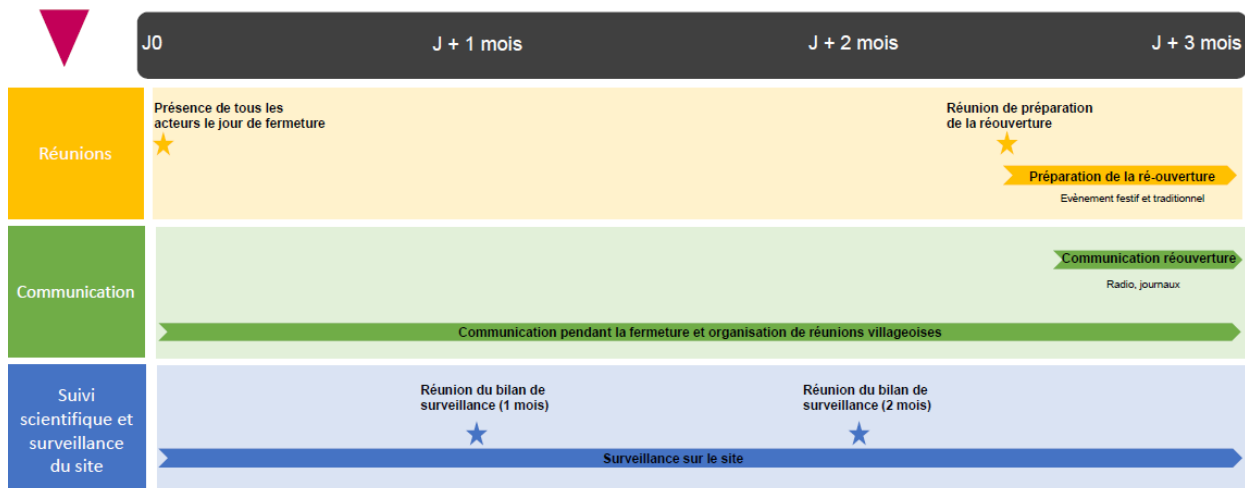 J0
J + 1 mois
J + 2 mois
J + 3 mois
Réunions
Présence de tous les
acteurs le jour de fermeture
Réunion de préparation
de la réouverture
Préparation de la ré-ouverture
Evènement festif et traditionnel
Communication
Communication réouverture
Radio, journaux
Communication pendant la fermeture et organisation de réunions villageoises
Suivi
scientifique et
surveillance
du site
Réunion du bilan de
surveillance (1 mois)
Réunion du bilan de
surveillance (2 mois)
Surveillance sur le site